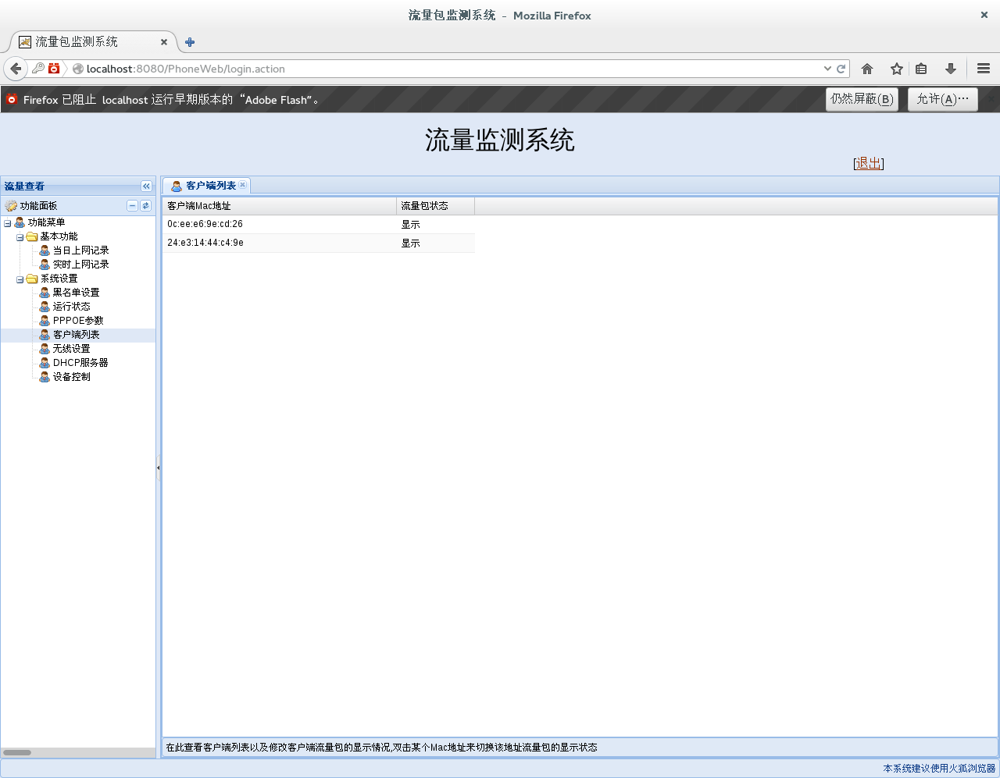 流量包监测系统 - Mozilla Firefox
流量包监测系统
localhost:8080/PhoneWeb/login.action
Firefox 已阻止 localhost 运行早期版本的“Adobe Flash”。
仍然屏蔽(B)
允许(A)…
流量监测系统
[退出]
流量查看
功能面板
功能菜单
基本功能
当日上网记录
实时上网记录
系统设置
黑名单设置
运行状态
PPPOE参数
客户端列表
无线设置
DHCP服务器
设备控制
客户端列表
客户端Mac地址 流量包状态
0c:ee:e6:9e:cd:26 显示
24:e3:14:44:c4:9e 显示
在此查看客户端列表以及修改客户端流量包的显示情况,双击某个Mac地址来切换该地址流量包的显示状态
本系统建议使用火狐浏览器